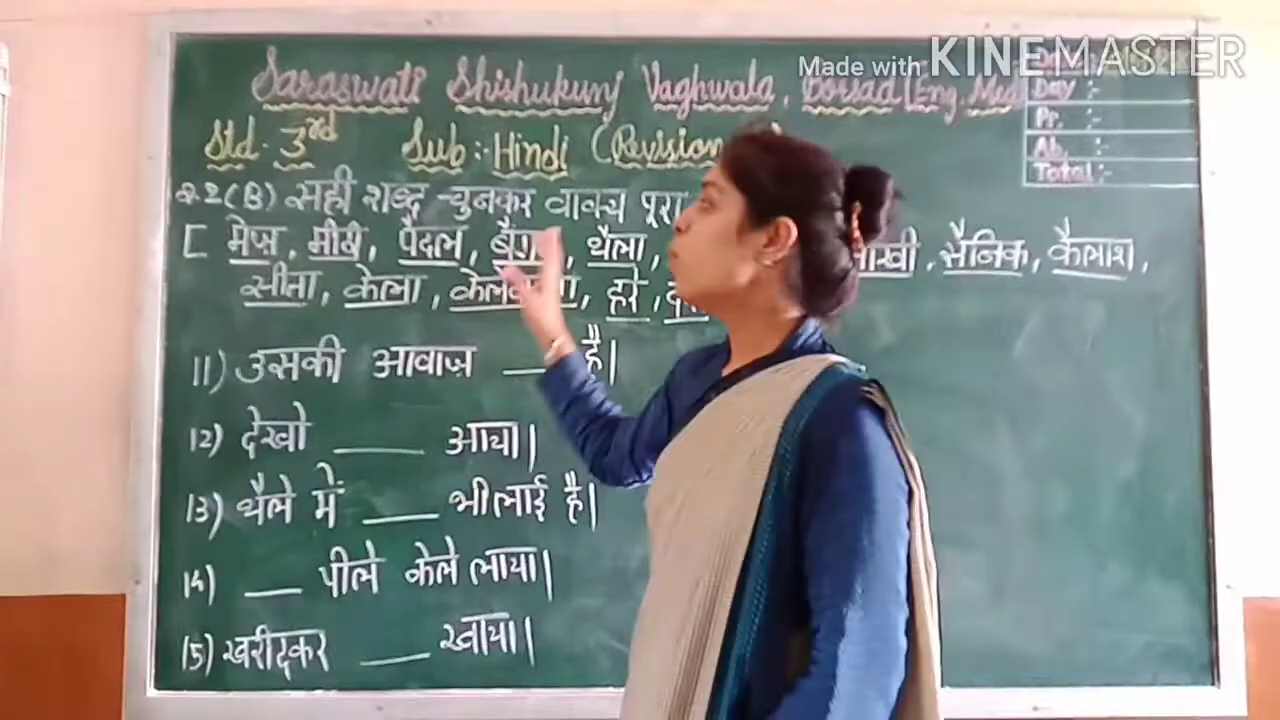 Made with KINEMASTER
Saraswati Shishukunj Vaghwala, Borsad [Eng. Med
Day :-
Pr. :-
Ab. :-
Total :-
Std. 3rd Sub :- Hindi (Revision
Q.2 (B) सही शब्द चुनकर वाक्य पूरा
[ मेज़, मीठी, पैदल, थैला, सैनिक, कैलाश,
सीता, केला, हरे,
11) उसकी आवाज़ ___ है|
12) देखो ___ आया|
13) थैले में ___ भी लाई है|
14) ___ पीले केले लाया|
15) खरीदकर ___ खाया|